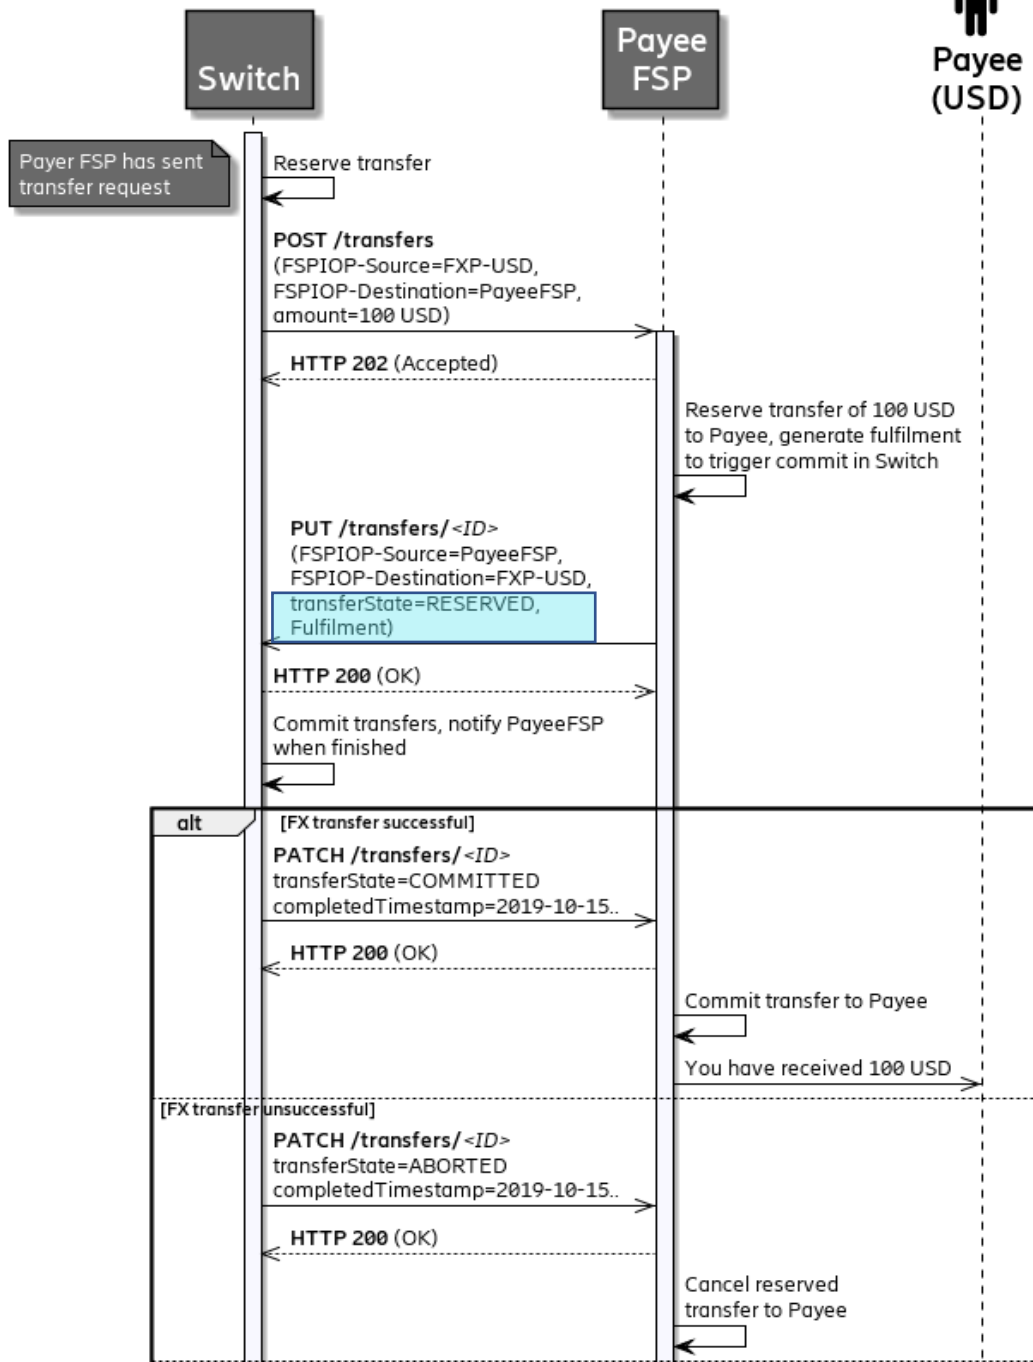 Switch
Payee
FSP
Payee
(USD)
Payer FSP has sent
transfer request
Reserve transfer
POST /transfers
(FSPIOP-Source=FXP-USD,
FSPIOP-Destination=PayeeFSP,
amount=100 USD)
HTTP 202 (Accepted)
Reserve transfer of 100 USD
to Payee, generate fulfilment
to trigger commit in Switch
PUT /transfers/<ID>
(FSPIOP-Source=PayeeFSP,
FSPIOP-Destination=FXP-USD,
transferState=RESERVED,
Fulfilment)
HTTP 200 (OK)
Commit transfers, notify PayeeFSP
when finished
alt
[FX transfer successful]
PATCH /transfers/<ID>
transferState=COMMITTED
completedTimestamp=2019-10-15..
HTTP 200 (OK)
Commit transfer to Payee
You have received 100 USD
[FX transfer unsuccessful]
PATCH /transfers/<ID>
transferState=ABORTED
completedTimestamp=2019-10-15..
HTTP 200 (OK)
Cancel reserved
transfer to Payee